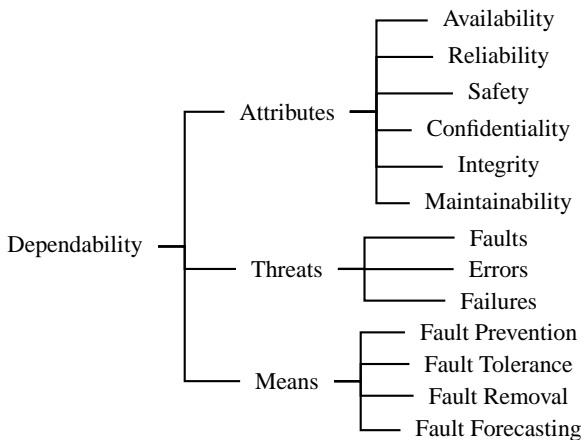 Availability
Reliability
Safety
Attributes
Confidentiality
Integrity
Maintainability
Dependability
Faults
Threats
Errors
Failures
Fault Prevention
Fault Tolerance
Means
Fault Removal
Fault Forecasting